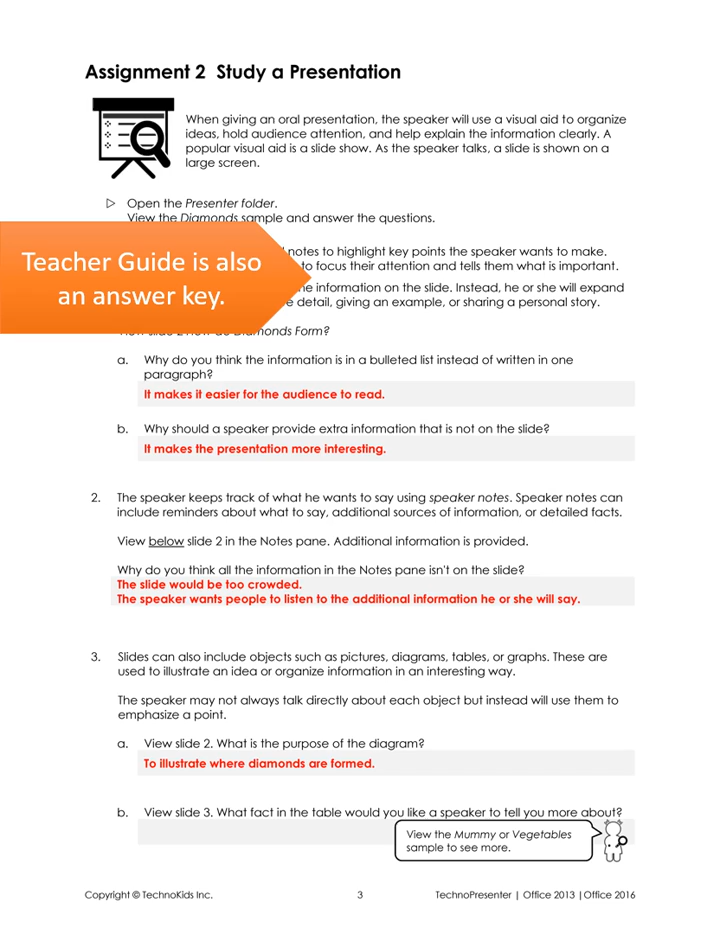 Assignment 2 Study a Presentation
When giving an oral presentation, the speaker will use a visual aid to organize
ideas, hold audience attention, and help explain the information clearly. A
popular visual aid is a slide show. As the speaker talks, a slide is shown on a
large screen.
Open the Presenter folder.
View the Diamonds sample and answer the questions.
Teacher Guide is also
an answer key.
notes to highlight key points the speaker wants to make.
to focus their attention and tells them what is important.
information on the slide. Instead, he or she will expand
detail, giving an example, or sharing a personal story.
Form?
a. Why do you think the information is in a bulleted list instead of written in one
paragraph?
It makes it easier for the audience to read.
b. Why should a speaker provide extra information that is not on the slide?
It makes the presentation more interesting.
2. The speaker keeps track of what he wants to say using speaker notes. Speaker notes can
include reminders about what to say, additional sources of information, or detailed facts.
View below slide 2 in the Notes pane. Additional information is provided.
Why do you think all the information in the Notes pane isn't on the slide?
The slide would be too crowded.
The speaker wants people to listen to the additional information he or she will say.
3. Slides can also include objects such as pictures, diagrams, tables, or graphs. These are
used to illustrate an idea or organize information in an interesting way.
The speaker may not always talk directly about each object but instead will use them to
emphasize a point.
a. View slide 2. What is the purpose of the diagram?
To illustrate where diamonds are formed.
b. View slide 3. What fact in the table would you like a speaker to tell you more about?
View the Mummy or Vegetables
sample to see more.
Copyright © TechnoKids Inc. 3 TechnoPresenter | Office 2013 |Office 2016